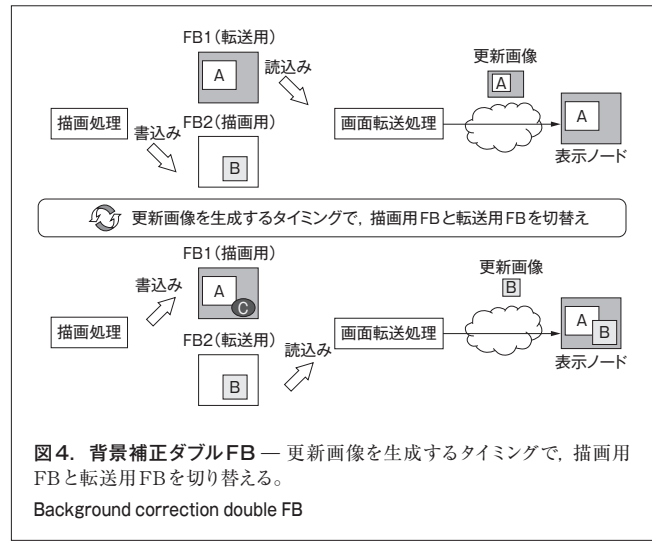 FB1(転送用)
A
読込み
更新画像
A
描画処理
書込み
FB2(描画用)
B
画面転送処理
A
表示ノード
更新画像を生成するタイミングで，描画用FBと転送用FBを切替え
FB1(描画用)
書込み
A
C
更新画像
B
描画処理
FB2(転送用)
読込み
B
画面転送処理
A
B
表示ノード
図4．背景補正ダブルFB — 更新画像を生成するタイミングで，描画用
FBと転送用FBを切り替える。
Background correction double FB